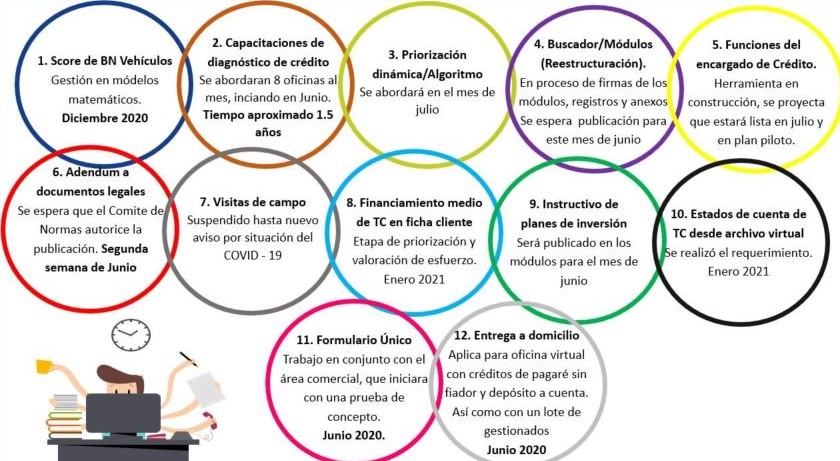 1. Score de BN Vehículos
Gestión en módelos
matemáticos.
Diciembre 2020
2. Capacitaciones de
diagnóstico de crédito
Se abordaran 8 oficinas al
mes, inciando en Junio.
Tiempo aproximado 1.5
años
3. Priorización
dinámica/Algoritmo
Se abordará en el mes de
julio
4. Buscador/Módulos
(Reestructuración).
En proceso de firmas de los
módulos, registros y anexos
Se espera publicación para
este mes de junio
5. Funciones del
encargado de Crédito.
Herramienta en
construcción, se proyecta
que estará lista en julio y
en plan piloto.
6. Adendum a
documentos legales
Se espera que el Comite de
Normas autorice la
publicación. Segunda
semana de Junio
7. Visitas de campo
Suspendido hasta nuevo
aviso por situación del
COVID - 19
8. Financiamiento medio
de TC en ficha cliente
Etapa de priorización y
valoración de esfuerzo.
Enero 2021
9. Instructivo de
planes de inversión
Será publicado en los
módulos para el mes de
junio
10. Estados de cuenta de
TC desde archivo virtual
Se realizó el requerimiento.
Enero 2021
11. Formulario Único
Trabajo en conjunto con el
área comercial, que iniciara
con una prueba de
concepto.
Junio 2020.
12. Entrega a domicilio
Aplica para oficina virtual
con créditos de pagaré sin
fiador y depósito a cuenta.
Así como con un lote de
gestionados
Junio 2020